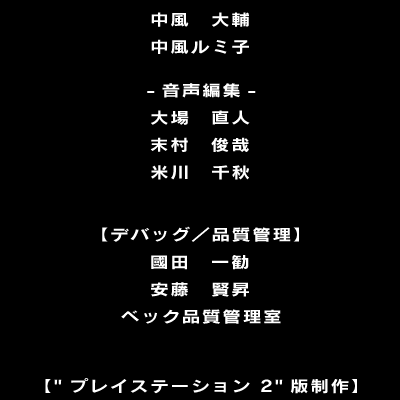 中風　大輔
中風ルミ子
- 音声編集 -
大場　直人
末村　俊哉
米川　千秋
【デバッグ／品質管理】
國田　一勧
安藤　賢昇
ベック品質管理室
【"プレイステーション 2"版制作】